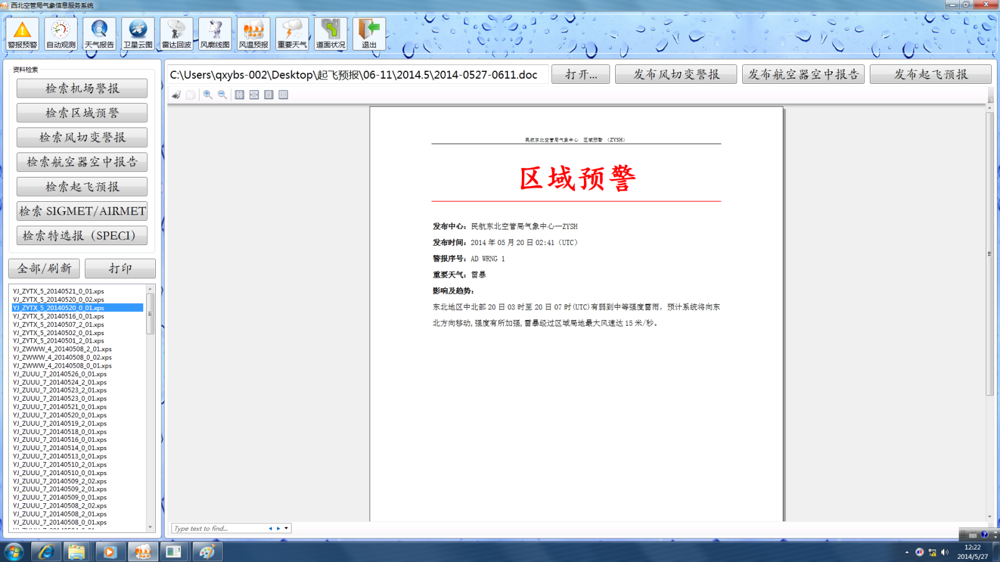 西北空管局气象信息服务系统
警报预警
自动观测
天气报告
卫星云图
雷达回波
风廓线图
风温预报
重要天气
道面状况
退出
资料检索
检索机场警报
检索区域预警
检索风切变警报
检索航空器空中报告
检索起飞预报
检索 SIGMET/AIRMET
检索特选报（SPECI）
全部/刷新
打印
YJ_ZYTX_5_20140521_0_01.xps
YJ_ZYTX_5_20140520_0_02.xps
YJ_ZYTX_5_20140520_0_01.xps
YJ_ZYTX_5_20140516_0_01.xps
YJ_ZYTX_5_20140507_2_01.xps
YJ_ZYTX_5_20140502_0_01.xps
YJ_ZYTX_5_20140501_2_01.xps
YJ_ZWWW_4_20140508_2_01.xps
YJ_ZWWW_4_20140508_0_02.xps
YJ_ZWWW_4_20140508_0_01.xps
YJ_ZUUU_7_20140526_0_01.xps
YJ_ZUUU_7_20140524_2_01.xps
YJ_ZUUU_7_20140523_2_01.xps
YJ_ZUUU_7_20140523_0_01.xps
YJ_ZUUU_7_20140521_0_01.xps
YJ_ZUUU_7_20140520_0_01.xps
YJ_ZUUU_7_20140519_2_01.xps
YJ_ZUUU_7_20140518_0_01.xps
YJ_ZUUU_7_20140516_0_01.xps
YJ_ZUUU_7_20140514_0_01.xps
YJ_ZUUU_7_20140513_0_01.xps
YJ_ZUUU_7_20140510_2_01.xps
YJ_ZUUU_7_20140510_0_01.xps
YJ_ZUUU_7_20140509_2_02.xps
YJ_ZUUU_7_20140509_2_01.xps
YJ_ZUUU_7_20140509_0_01.xps
YJ_ZUUU_7_20140508_2_02.xps
YJ_ZUUU_7_20140508_2_01.xps
YJ_ZUUU_7_20140508_0_01.xps
C:\Users\qxybs-002\Desktop\起飞预报\06-11\2014.5\2014-0527-0611.doc
打开...
发布风切变警报
发布航空器空中报告
发布起飞预报
民航东北空管局气象中心 区域预警 （ZYSH）
区域预警
发布中心：民航东北空管局气象中心—ZYSH
发布时间：2014 年 05 月 20 日 02:41（UTC）
警报序号：AD WRNG 1
重要天气：雷暴
影响及趋势：
东北地区中北部 20 日 03 时至 20 日 07 时(UTC)有弱到中等强度雷雨，预计系统将向东
北方向移动,强度有所加强,雷暴经过区域局地最大风速达 15 米/秒。
Type text to find...
12:22
2014/5/27